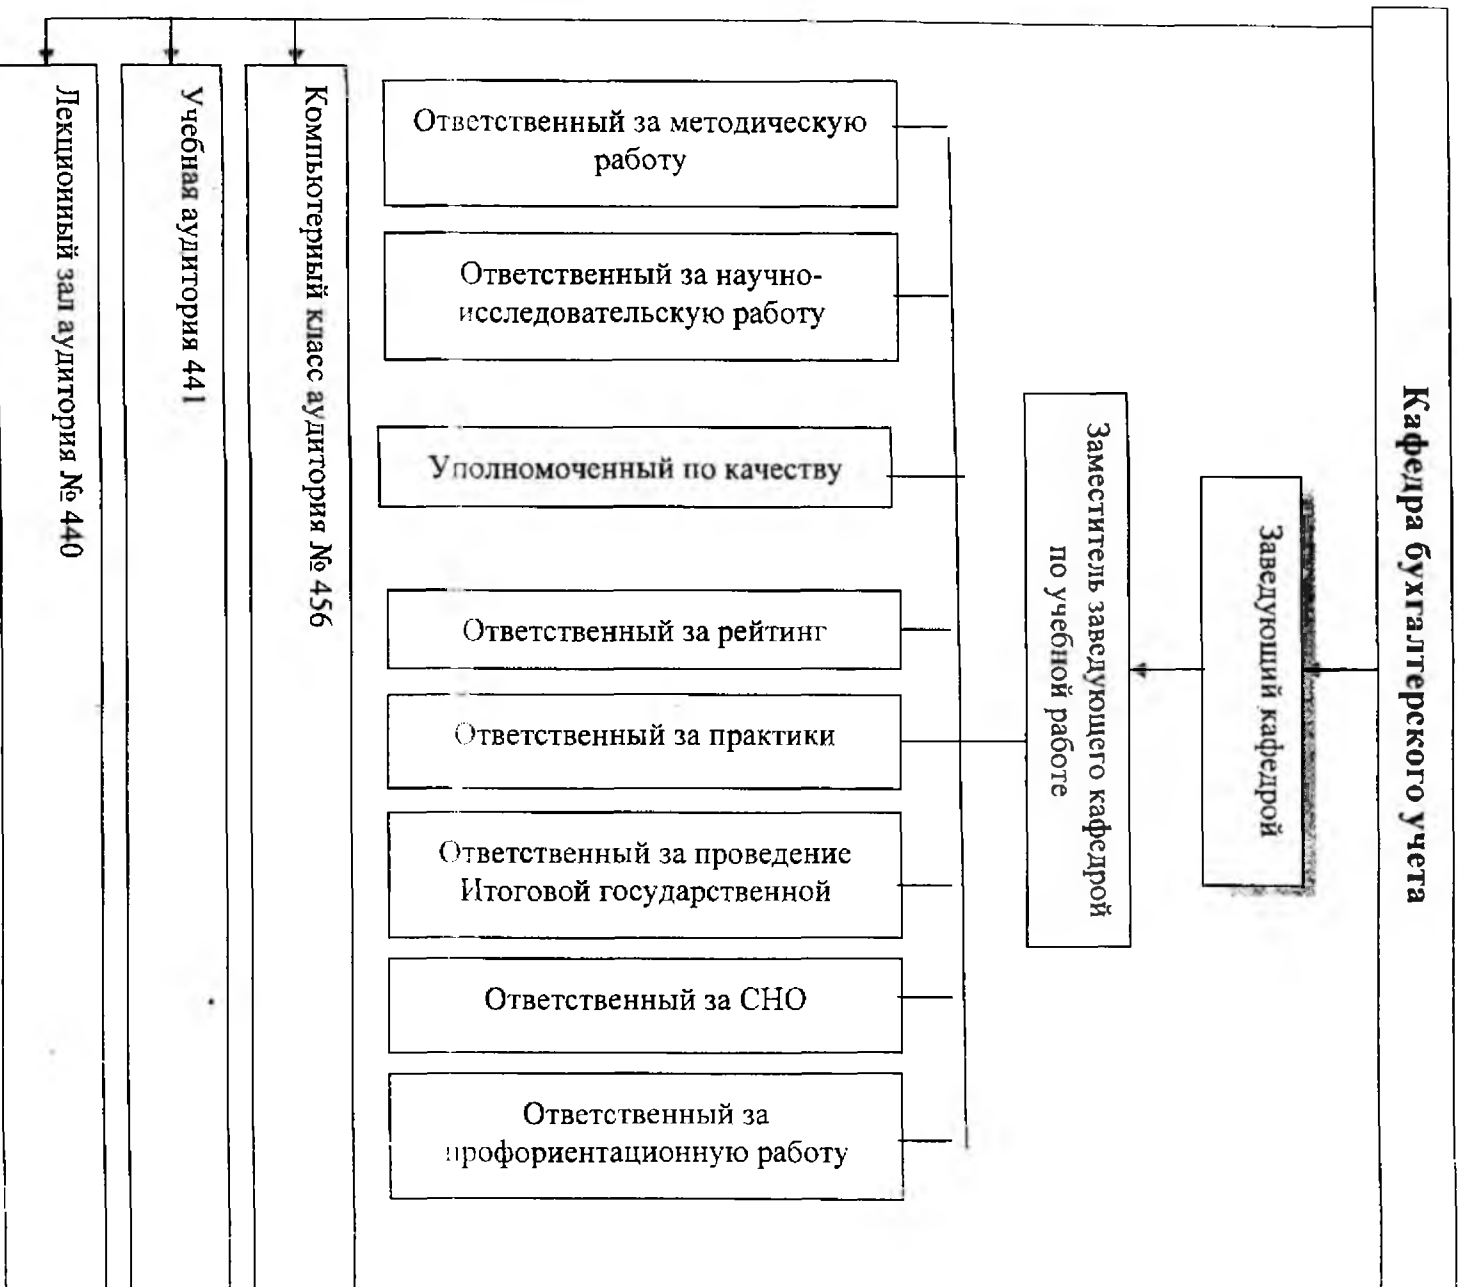 Кафедра бухгалтерского учета
Заведующий кафедрой
Заместитель заведующего кафедрой
по учебной работе
Ответственный за методическую
работу
Ответственный за научно-
исследовательскую работу
Уполномоченный по качеству
Ответственный за рейтинг
Ответственный за практики
Ответственный за проведение
Итоговой государственной
Ответственный за СНО
Ответственный за
профориентационную работу
Компьютерный класс аудитория № 456
Учебная аудитория 441
Лекционный зал аудитория № 440